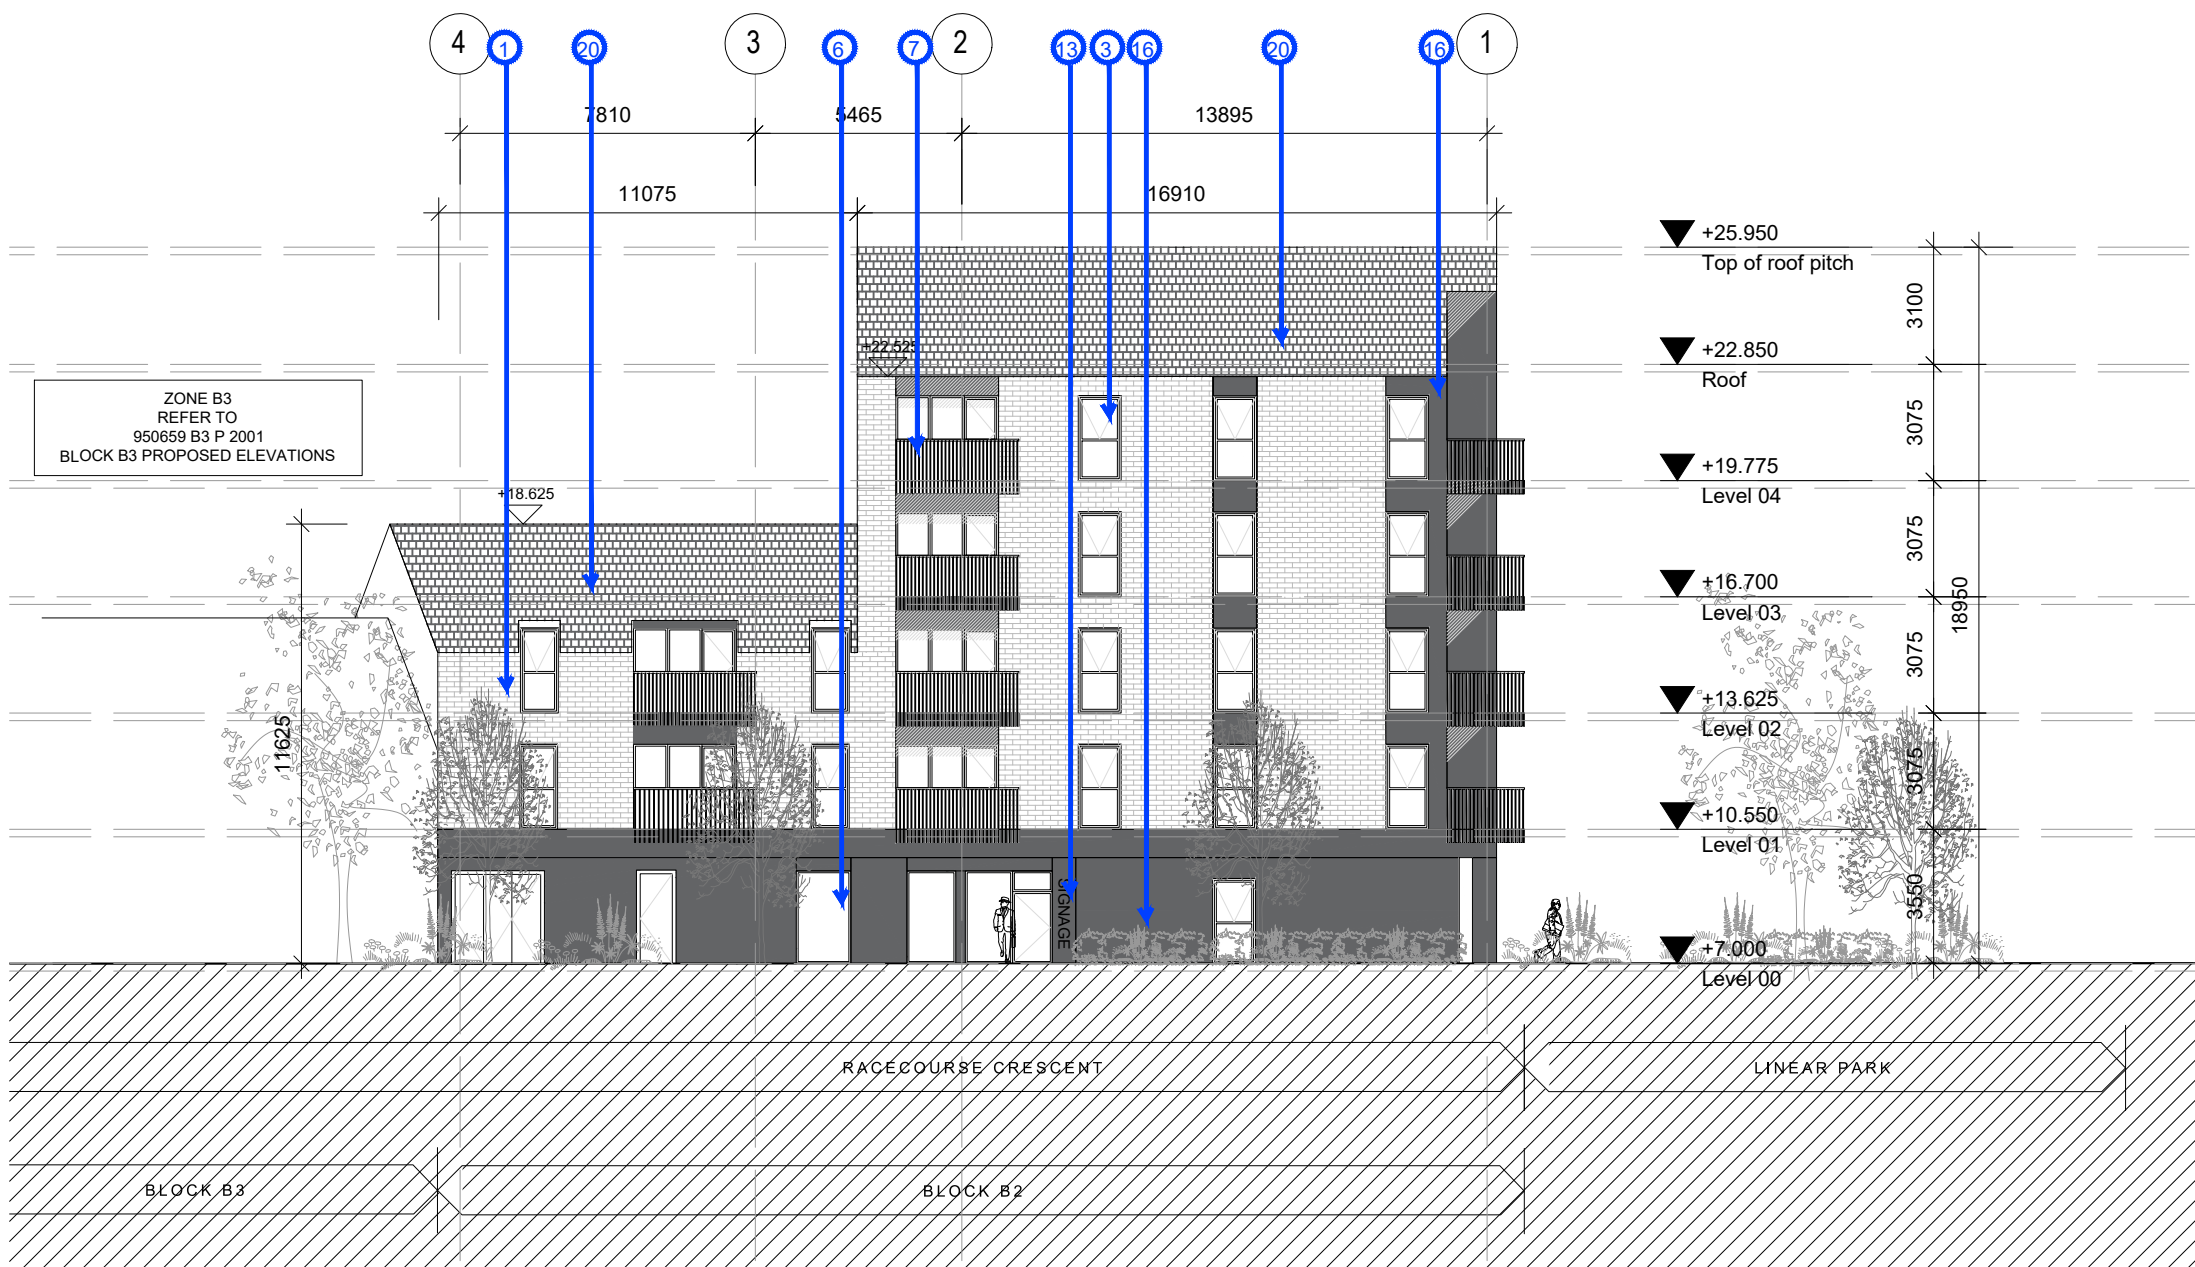 4
1
20
3
6
7
2
13
3
16
20
16
1
7810
5465
13895
11075
16910
+25.950
Top of roof pitch
3100
+22.525
+22.850
Roof
ZONE B3
REFER TO
950659 B3 P 2001
BLOCK B3 PROPOSED ELEVATIONS
3075
+19.775
Level 04
+18.625
3075
+16.700
Level 03
18950
3075
+13.625
Level 02
11625
3075
+10.550
Level 01
SIGNAGE
3550
+7.000
Level 00
RACECOURSE CRESCENT
LINEAR PARK
BLOCK B3
BLOCK B2